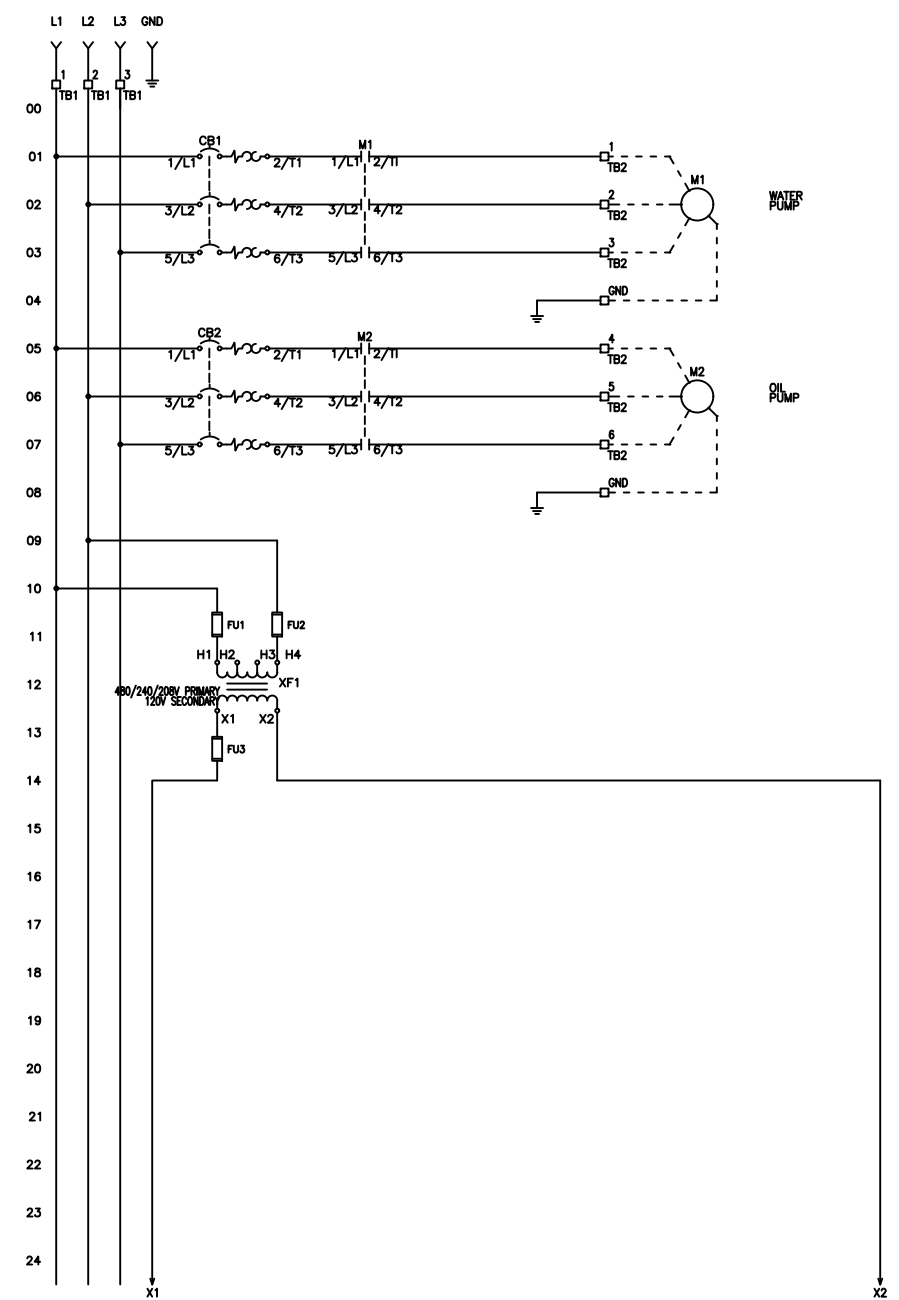 L1 L2 L3 GND
1 2 3
TB1 TB1 TB1
00
CB1 M1 1
01 1/L1 2/T1 1/L1 2/TI TB2
M1
2 WATER
02 3/L2 4/T2 3/L2 4/T2 TB2 PUMP
3
03 5/L3 6/T3 5/L3 6/T3 TB2
GND
04
CB2 M2 4
05 1/L1 2/T1 1/L1 2/TI TB2
M2
5 OIL
06 3/L2 4/T2 3/L2 4/T2 TB2 PUMP
6
07 5/L3 6/T3 5/L3 6/T3 TB2
GND
08
09
10
FU1 FU2
11
H1 H2 H3 H4
12 XF1
480/240/208V PRIMARY
120V SECONDARY
X1 X2
13
FU3
14
15
16
17
18
19
20
21
22
23
24
X1 X2